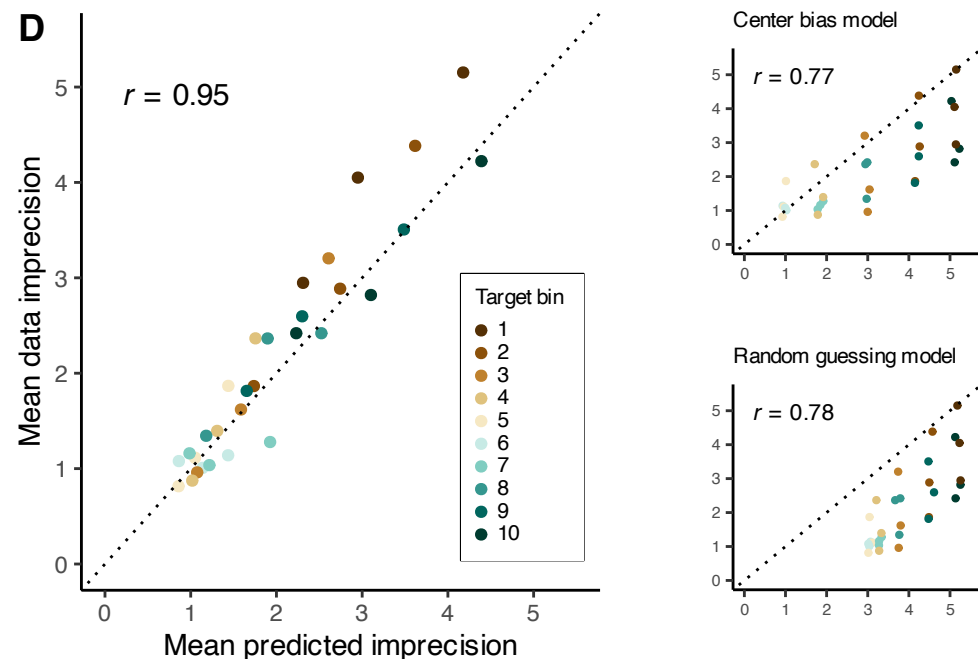 D
r = 0.95
5
4
3
2
1
0
Mean data imprecision
0 1 2 3 4 5
Mean predicted imprecision
Target bin
1
2
3
4
5
6
7
8
9
10
Center bias model
r = 0.77
5
4
3
2
1
0
0 1 2 3 4 5
Random guessing model
r = 0.78
5
4
3
2
1
0
0 1 2 3 4 5